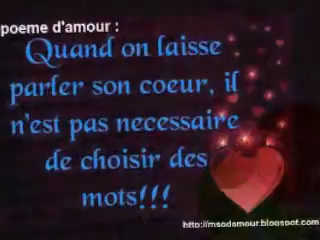 poeme d'amour :
Quand on laisse
parler son coeur, il
n'est pas necessaire
de choisir des
mots!!!
http://msodamour.blogspot.com